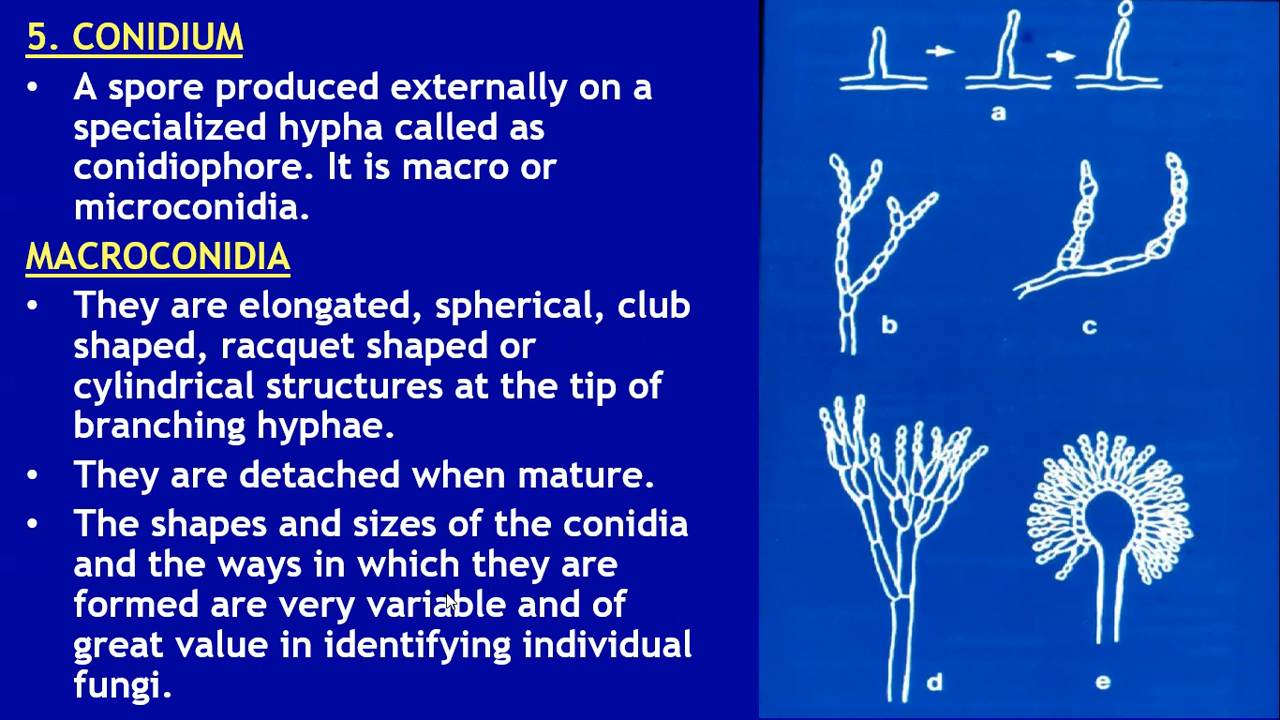 5. CONIDIUM
• A spore produced externally on a
specialized hypha called as
conidiophore. It is macro or
microconidia.
MACROCONIDIA
• They are elongated, spherical, club
shaped, racquet shaped or
cylindrical structures at the tip of
branching hyphae.
• They are detached when mature.
• The shapes and sizes of the conidia
and the ways in which they are
formed are very variable and of
great value in identifying individual
fungi.
a
b
c
d
e